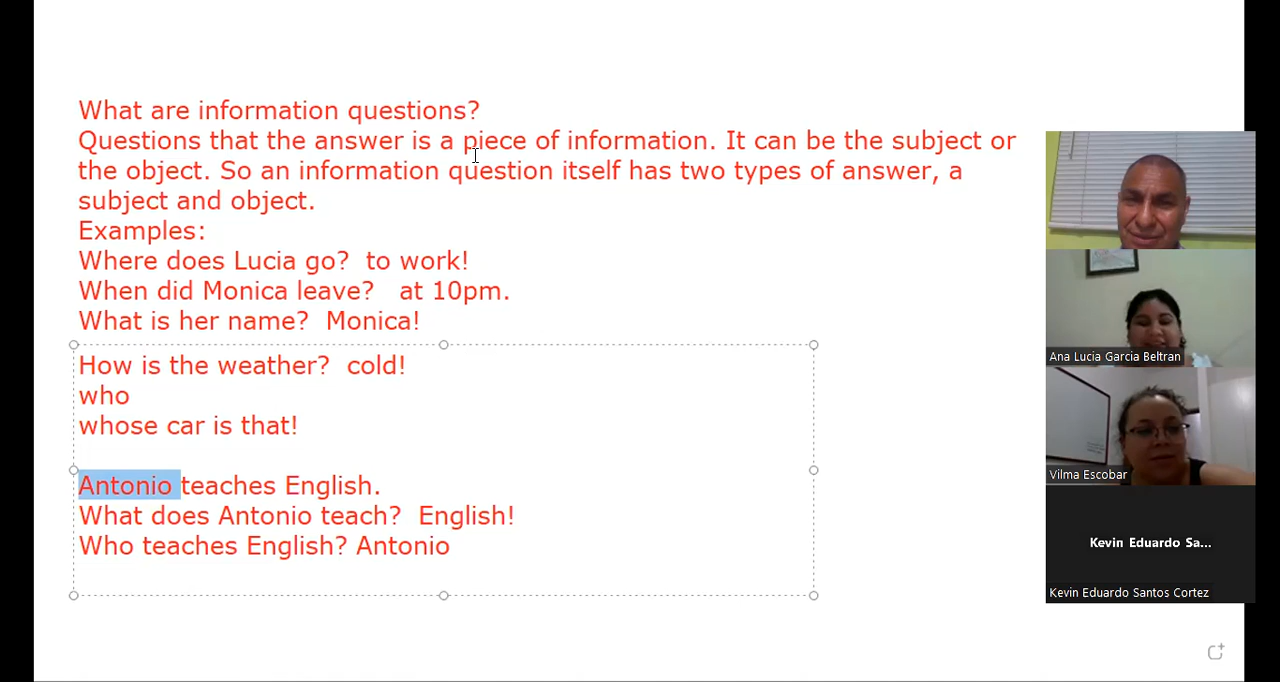 What are information questions?
Questions that the answer is a piece of information. It can be the subject or
the object. So an information question itself has two types of answer, a
subject and object.
Examples:
Where does Lucia go?  to work!
When did Monica leave?   at 10pm.
What is her name?  Monica!
How is the weather?  cold!
who
whose car is that!
Antonio teaches English.
What does Antonio teach?  English!
Who teaches English? Antonio
Ana Lucia Garcia Beltran
Vilma Escobar
Kevin Eduardo Sa...
Kevin Eduardo Santos Cortez